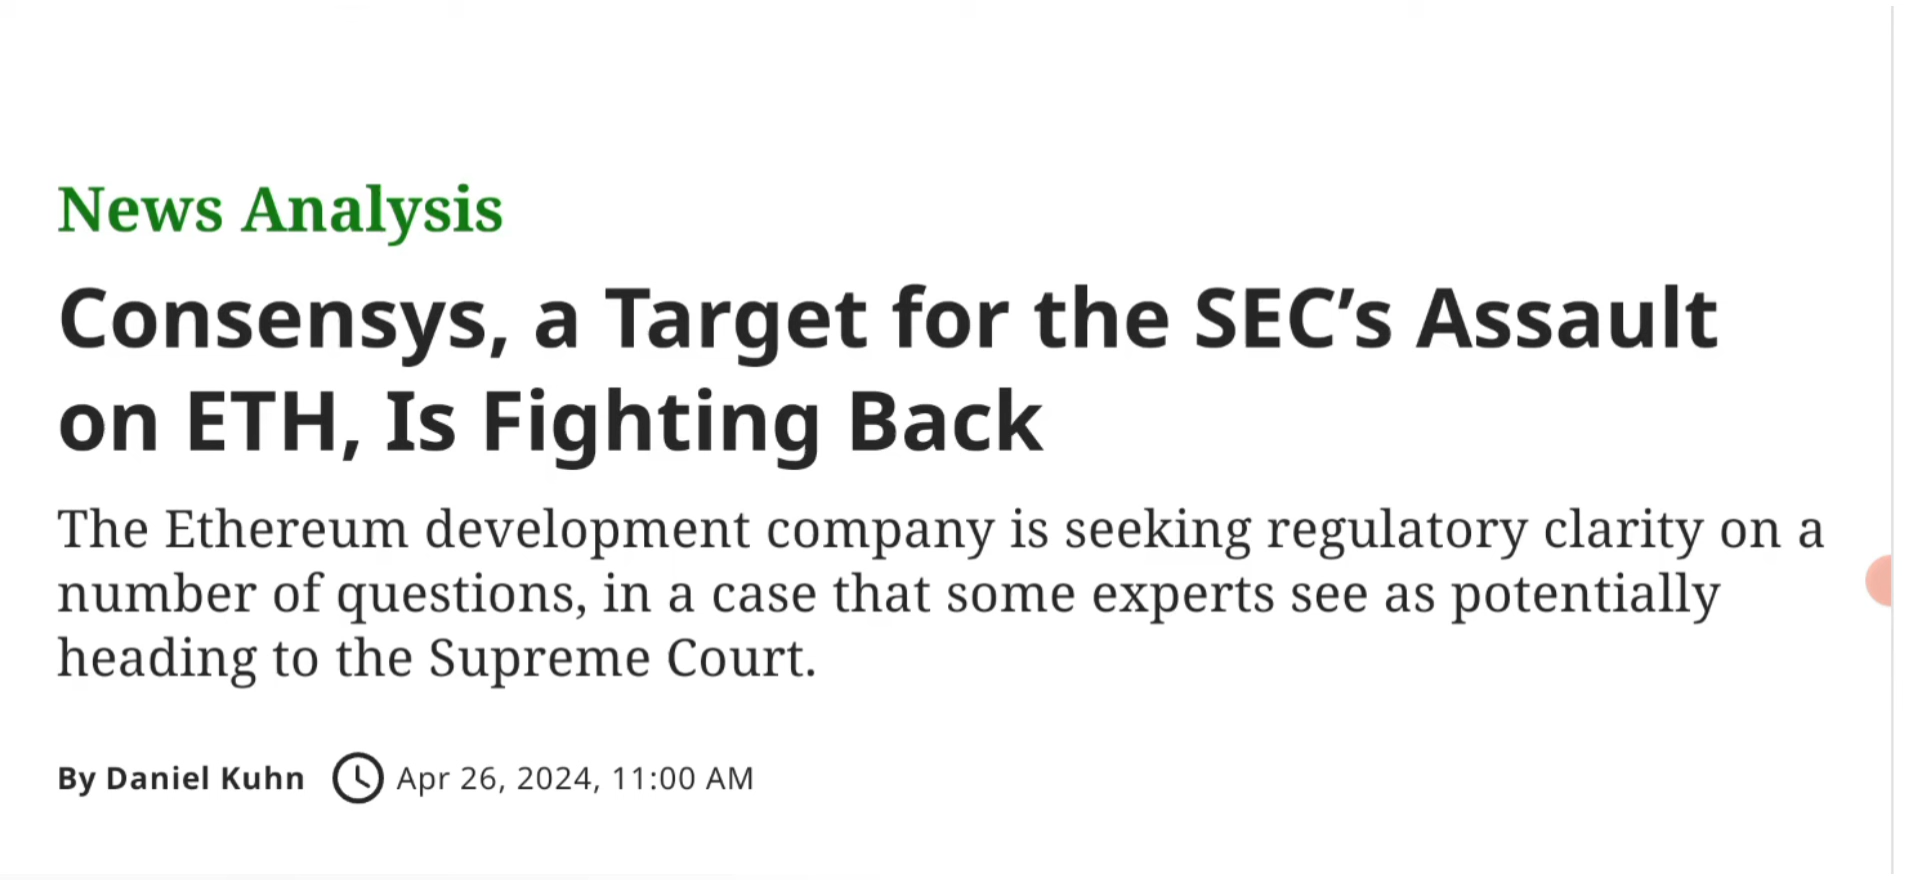 News Analysis
Consensys, a Target for the SEC’s Assault
on ETH, Is Fighting Back
The Ethereum development company is seeking regulatory clarity on a
number of questions, in a case that some experts see as potentially
heading to the Supreme Court.
By Daniel Kuhn Apr 26, 2024, 11:00 AM